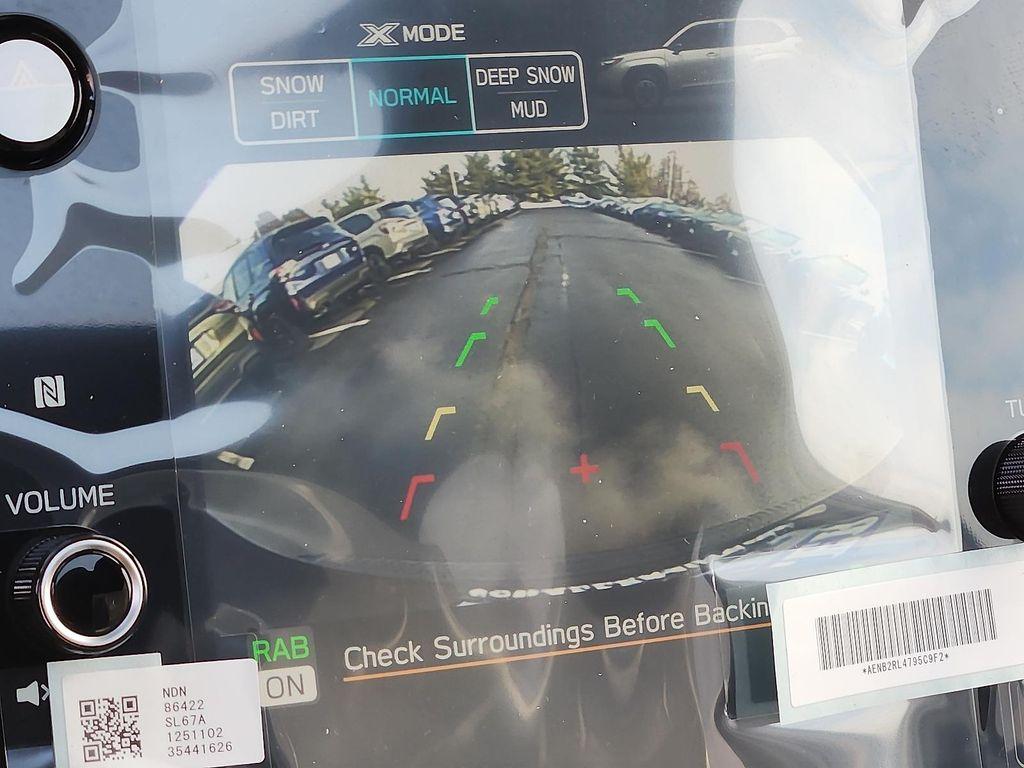 X MODE
SNOW
DIRT
NORMAL
DEEP SNOW
MUD
N
VOLUME
TU
RAB
ON
Check Surroundings Before Backin
NDN
86422
SL67A
1251102
35441626
*AENB2RL4795C9F2*